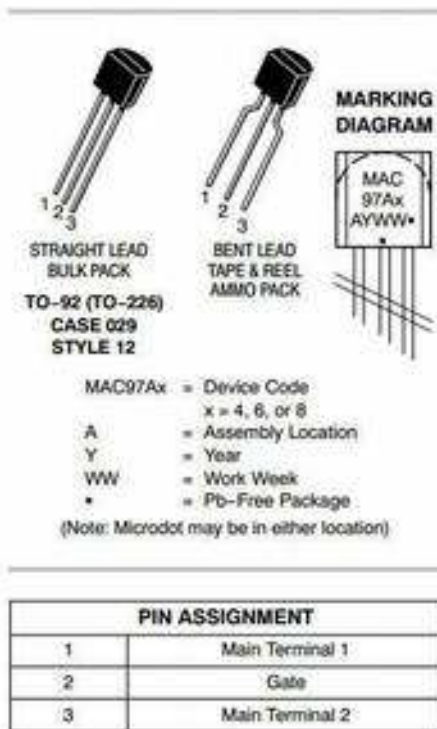 MARKING
DIAGRAM
1
2
3
STRAIGHT LEAD
BULK PACK
1
2
3
BENT LEAD
TAPE & REEL
AMMO PACK
MAC
97Ax
AYWW▪
▪
TO−92 (TO−226)
CASE 029
STYLE 12
MAC97Ax = Device Code
x = 4, 6, or 8
A = Assembly Location
Y = Year
WW = Work Week
▪ = Pb−Free Package
(Note: Microdot may be in either location)
PIN ASSIGNMENT
1 Main Terminal 1
2 Gate
3 Main Terminal 2